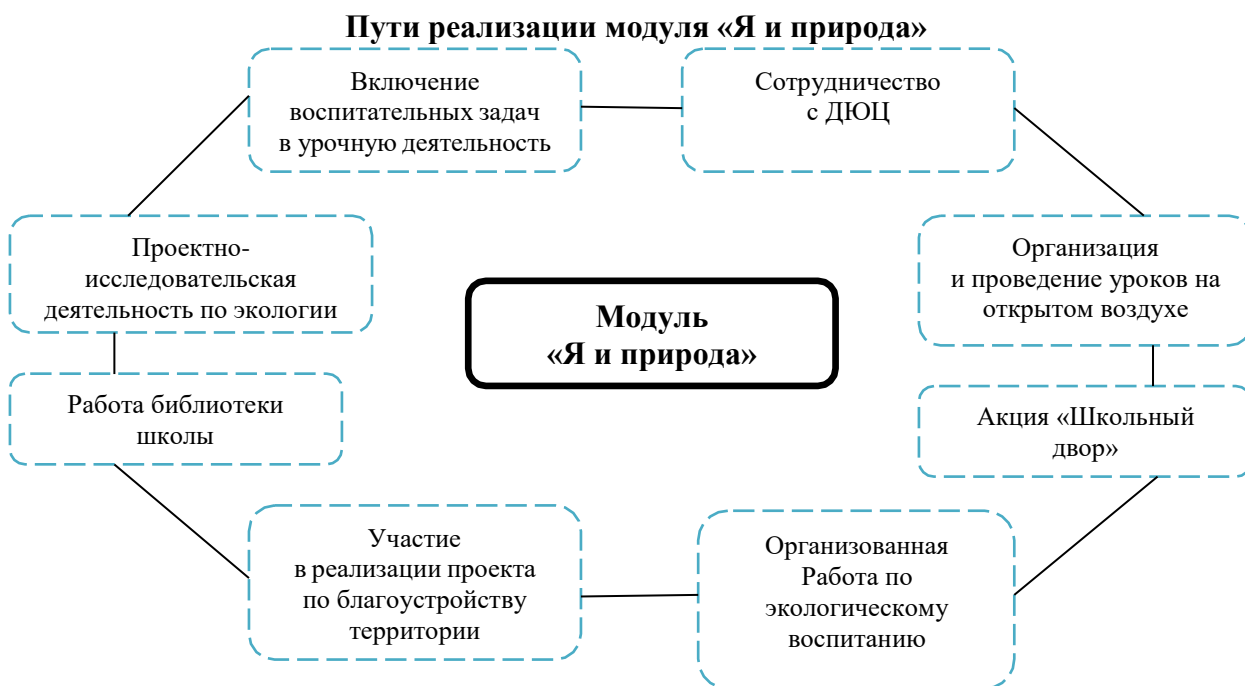 Пути реализации модуля «Я и природа»
Включение
воспитательных задач
в урочную деятельность
Сотрудничество
с ДЮЦ
Проектно-
исследовательская
деятельность по экологии
Организация
и проведение уроков на
открытом воздухе
Модуль
«Я и природа»
Работа библиотеки
школы
Акция «Школьный
двор»
Участие
в реализации проекта
по благоустройству
территории
Организованная
Работа по
экологическому
воспитанию